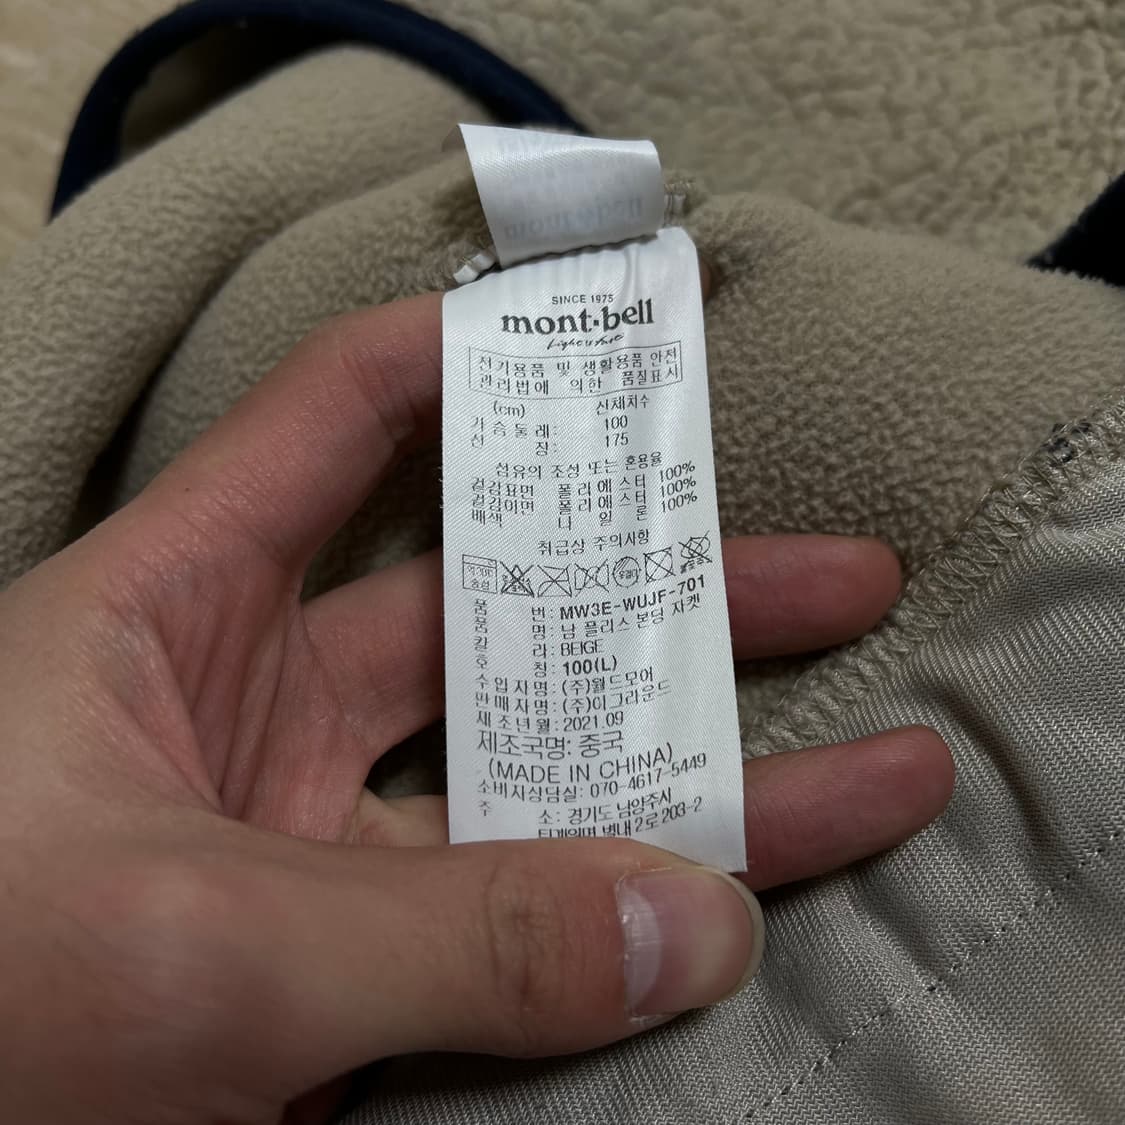 SINCE 1975
mont-bell
Light & Fast
전기용품 및 생활용품 안전
관리법에 의한 품질표시
(cm) 신체치수
가슴둘레: 100
신 장: 175
섬유의 조성 또는 혼용율
겉감표면 폴리에스터 100%
겉감이면 폴리에스터 100%
배색 나일론 100%
취급상 주의사항
품 번: MW3E-WUJF-701
품 명: 남 플리스 본딩 자켓
칼 라: BEIGE
호 칭: 100(L)
수입자명: (주)월드모어
판매자명: (주)이그라운드
제조년월: 2021.09
제조국명: 중국
(MADE IN CHINA)
소비자상담실: 070-4617-5449
주 소: 경기도 남양주시
별내2로 203-2